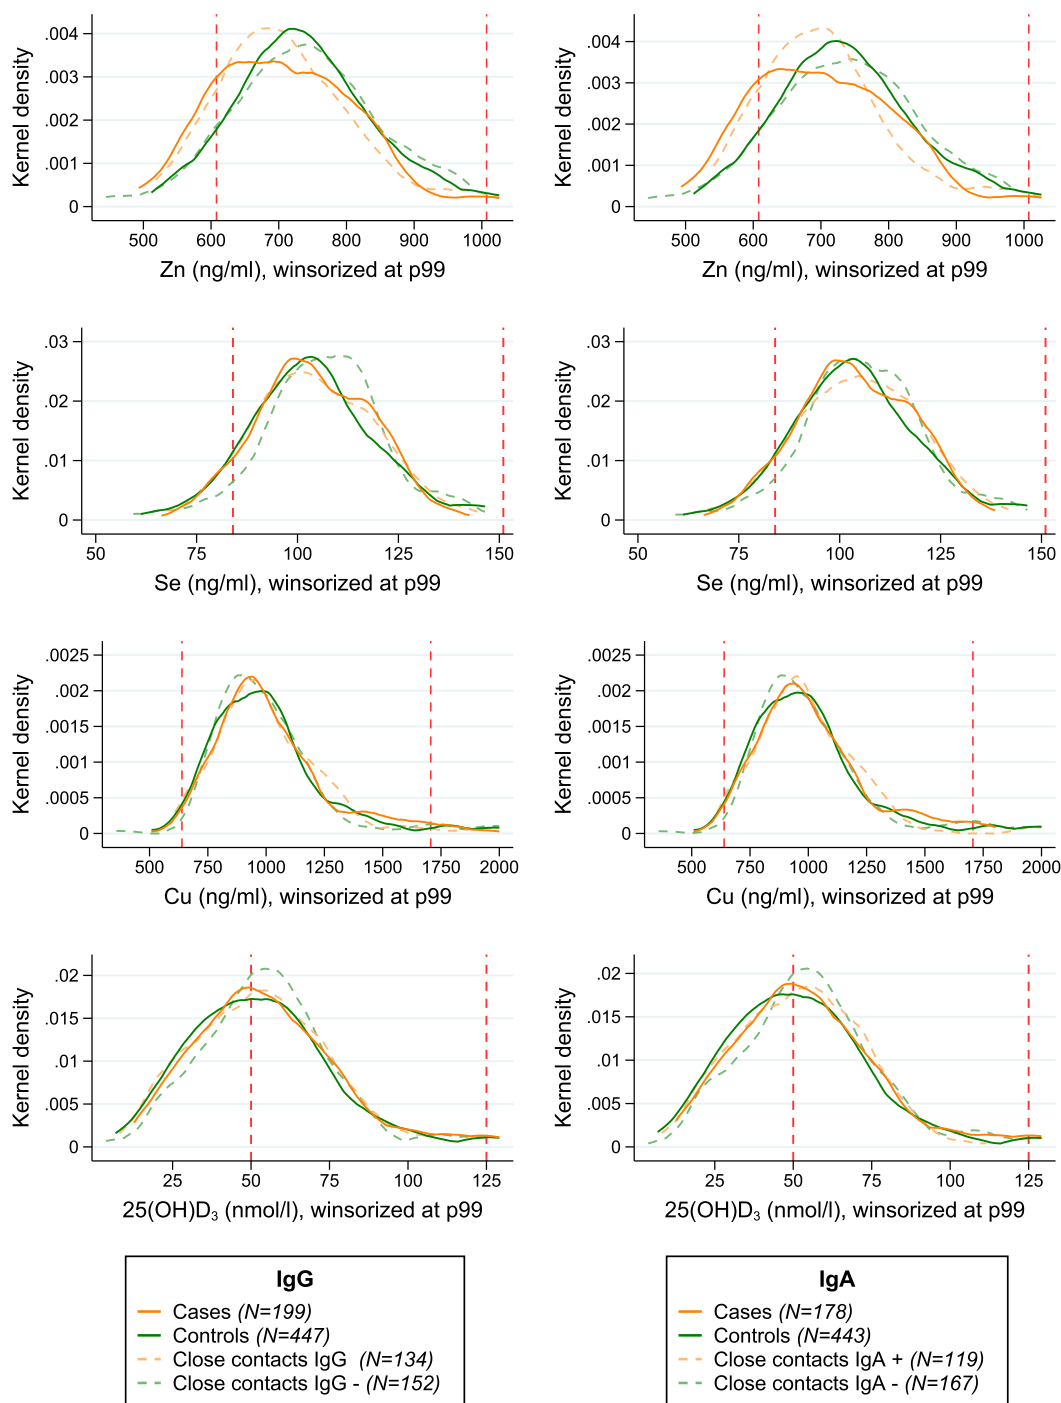 .004
.003
.002
.001
0
Kernel density
500 600 700 800 900 1000
Zn (ng/ml), winsorized at p99
.004
.003
.002
.001
0
Kernel density
500 600 700 800 900 1000
Zn (ng/ml), winsorized at p99
.03
.02
.01
0
Kernel density
50 75 100 125 150
Se (ng/ml), winsorized at p99
.03
.02
.01
0
Kernel density
50 75 100 125 150
Se (ng/ml), winsorized at p99
.0025
.002
.0015
.001
.0005
0
Kernel density
500 750 1000 1250 1500 1750 2000
Cu (ng/ml), winsorized at p99
.0025
.002
.0015
.001
.0005
0
Kernel density
500 750 1000 1250 1500 1750 2000
Cu (ng/ml), winsorized at p99
.02
.015
.01
.005
0
Kernel density
25 50 75 100 125
25(OH)D₃ (nmol/l), winsorized at p99
.02
.015
.01
.005
0
Kernel density
25 50 75 100 125
25(OH)D₃ (nmol/l), winsorized at p99
IgG
Cases (N=199)
Controls (N=447)
Close contacts IgG (N=134)
Close contacts IgG - (N=152)
IgA
Cases (N=178)
Controls (N=443)
Close contacts IgA + (N=119)
Close contacts IgA - (N=167)